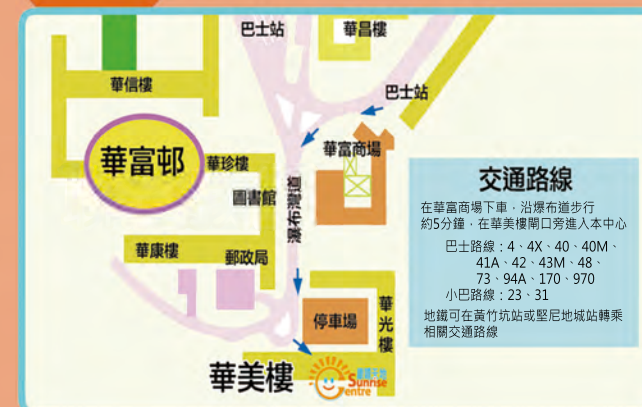 巴士站
華昌樓
華信樓
巴士站
華富邨
華珍樓
華富商場
圖書館
瀑布灣道
華康樓
郵政局
停車場
華光樓
華美樓
Sunrise
Centre
交通路線
在華富商場下車，沿瀑布道步行
約5分鐘，在華美樓閘口旁進入本中心
巴士路線：4、4X、40、40M、
41A、42、43M、48、
73、94A、170、970
小巴路線：23、31
地鐵可在黃竹坑站或堅尼地城站轉乘
相關交通路線